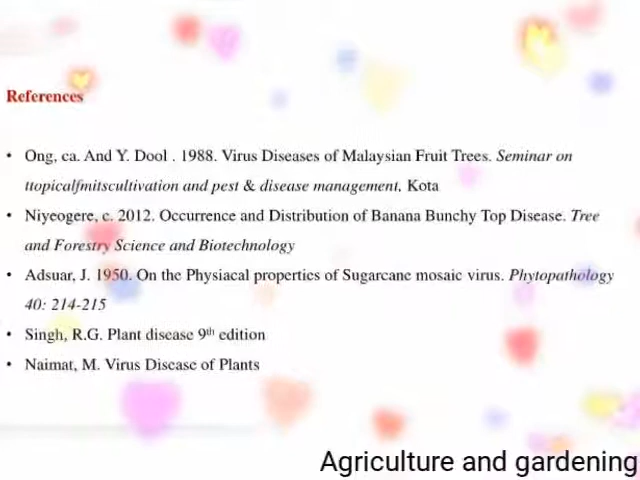 References
• Ong, ca. And Y. Dool . 1988. Virus Diseases of Malaysian Fruit Trees. Seminar on
ttopicalfmitscultivation and pest & disease management, Kota
• Niyeogere, c. 2012. Occurrence and Distribution of Banana Bunchy Top Disease. Tree
and Forestry Science and Biotechnology
• Adsuar, J. 1950. On the Physiacal properties of Sugarcane mosaic virus. Phytopathology
40: 214-215
• Singh, R.G. Plant disease 9th edition
• Naimat, M. Virus Disease of Plants
Agriculture and gardening